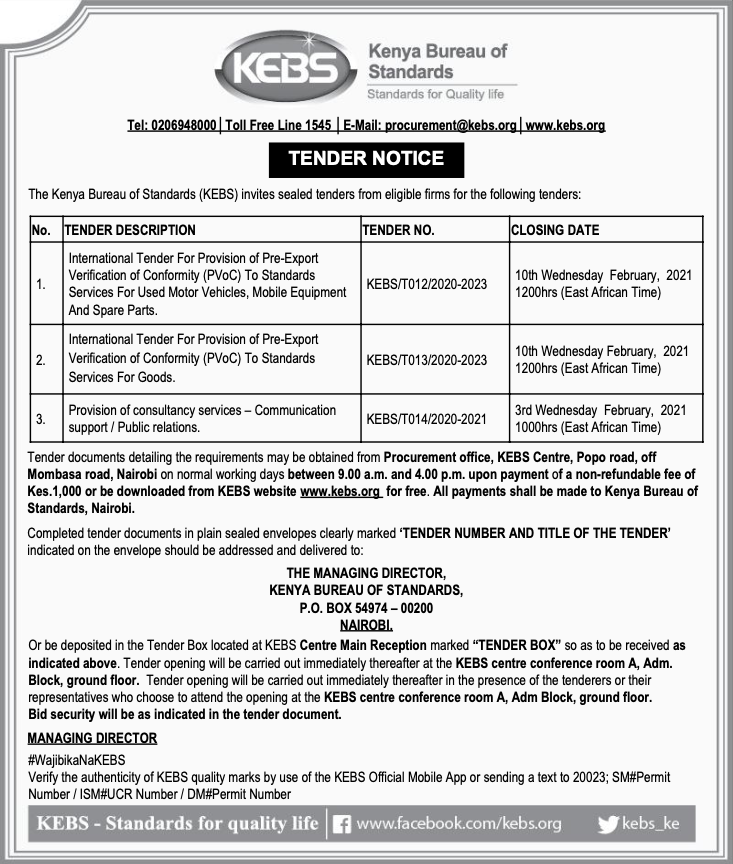 KEBS
Kenya Bureau of
Standards
Standards for Quality life
Tel: 0206948000| Toll Free Line 1545 | E-Mail: procurement@kebs.org| www.kebs.org
TENDER NOTICE
The Kenya Bureau of Standards (KEBS) invites sealed tenders from eligible firms for the following tenders:
No. TENDER DESCRIPTION TENDER NO. CLOSING DATE
1.
International Tender For Provision of Pre-Export
Verification of Conformity (PVoC) To Standards
Services For Used Motor Vehicles, Mobile Equipment
And Spare Parts.
KEBS/T012/2020-2023
10th Wednesday February, 2021
1200hrs (East African Time)
2.
International Tender For Provision of Pre-Export
Verification of Conformity (PVoC) To Standards
Services For Goods.
KEBS/T013/2020-2023
10th Wednesday February, 2021
1200hrs (East African Time)
3.
Provision of consultancy services – Communication
support / Public relations.
KEBS/T014/2020-2021
3rd Wednesday February, 2021
1000hrs (East African Time)
Tender documents detailing the requirements may be obtained from Procurement office, KEBS Centre, Popo road, off
Mombasa road, Nairobi on normal working days between 9.00 a.m. and 4.00 p.m. upon payment of a non-refundable fee of
Kes.1,000 or be downloaded from KEBS website www.kebs.org for free. All payments shall be made to Kenya Bureau of
Standards, Nairobi.
Completed tender documents in plain sealed envelopes clearly marked ‘TENDER NUMBER AND TITLE OF THE TENDER’
indicated on the envelope should be addressed and delivered to:
THE MANAGING DIRECTOR,
KENYA BUREAU OF STANDARDS,
P.O. BOX 54974 – 00200
NAIROBI.
Or be deposited in the Tender Box located at KEBS Centre Main Reception marked “TENDER BOX” so as to be received as
indicated above. Tender opening will be carried out immediately thereafter at the KEBS centre conference room A, Adm.
Block, ground floor. Tender opening will be carried out immediately thereafter in the presence of the tenderers or their
representatives who choose to attend the opening at the KEBS centre conference room A, Adm Block, ground floor.
Bid security will be as indicated in the tender document.
MANAGING DIRECTOR
#WajibikaNaKEBS
Verify the authenticity of KEBS quality marks by use of the KEBS Official Mobile App or sending a text to 20023; SM#Permit
Number / ISM#UCR Number / DM#Permit Number
KEBS - Standards for quality life | www.facebook.com/kebs.org kebs_ke